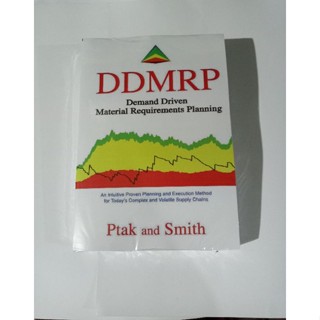 DDMRP
Demand Driven
Material Requirements Planning
An Intuitive Proven Planning and Execution Method
for Today's Complex and Volatile Supply Chains
Ptak and Smith